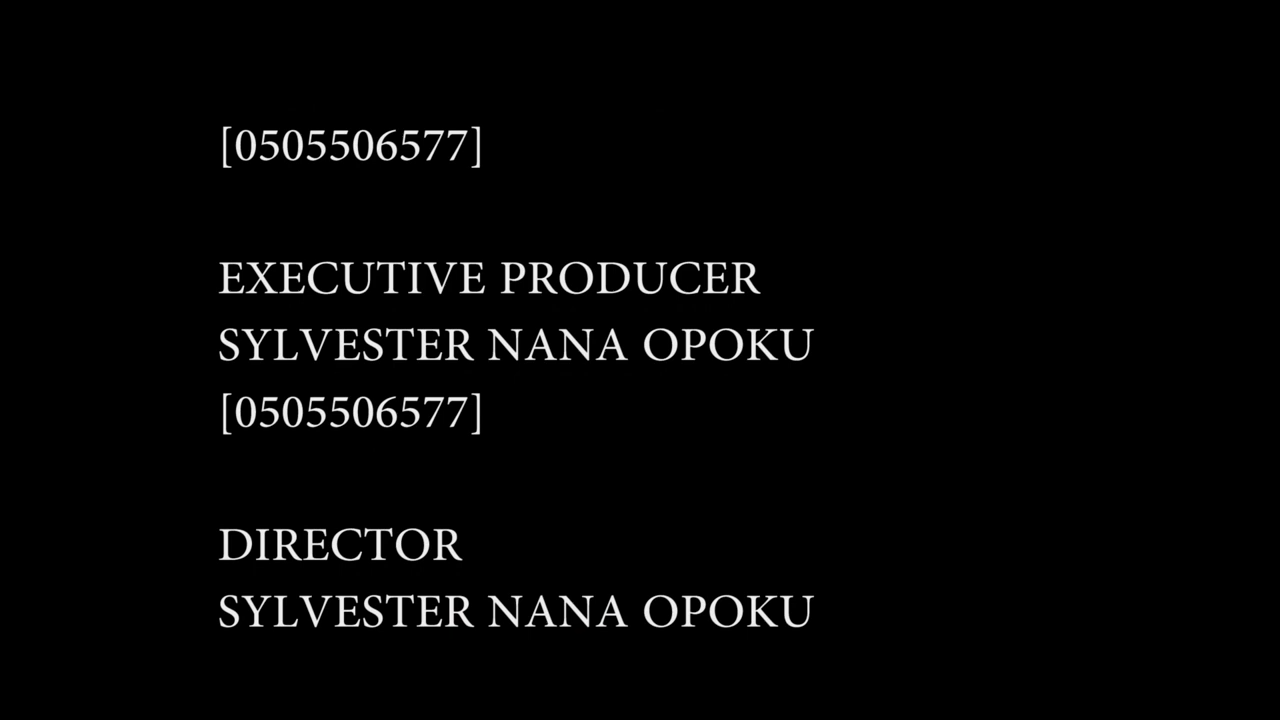 [0505506577]
EXECUTIVE PRODUCER
SYLVESTER NANA OPOKU
[0505506577]
DIRECTOR
SYLVESTER NANA OPOKU